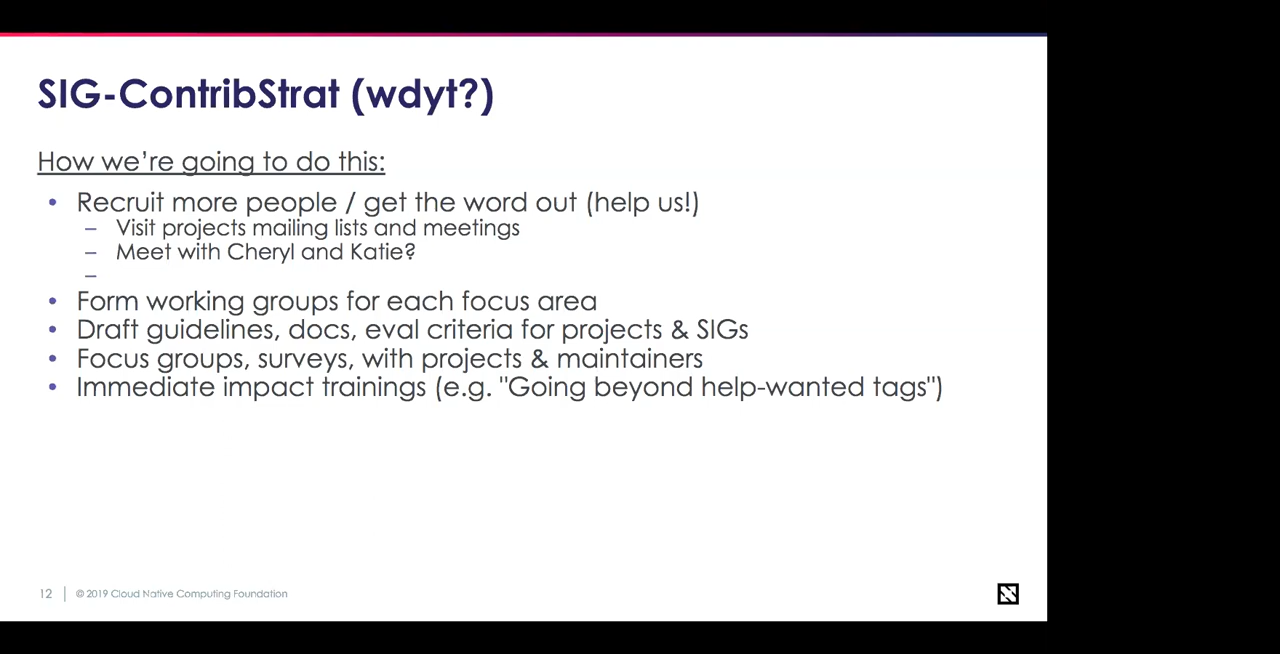 SIG-ContribStrat (wdyt?)
How we're going to do this:
• Recruit more people / get the word out (help us!)
– Visit projects mailing lists and meetings
– Meet with Cheryl and Katie?
–
• Form working groups for each focus area
• Draft guidelines, docs, eval criteria for projects & SIGs
• Focus groups, surveys, with projects & maintainers
• Immediate impact trainings (e.g. "Going beyond help-wanted tags")
12 | © 2019 Cloud Native Computing Foundation